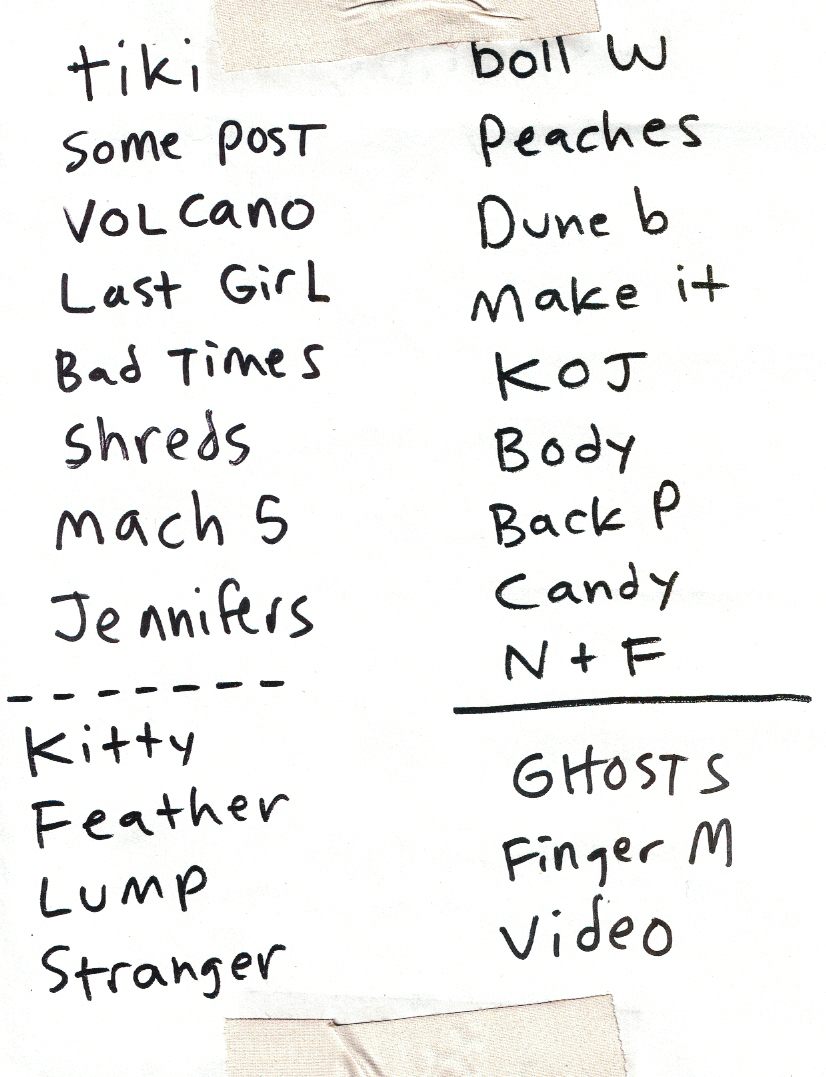 tiki
Some POST
VOLcano
Last GirL
Bad Times
Shreds
Mach 5
Jennifers
Kitty
Feather
LUMP
Stranger
boll W
Peaches
Dune b
Make it
KOJ
Body
Back P
Candy
N + F
GHOSTS
Finger M
Video